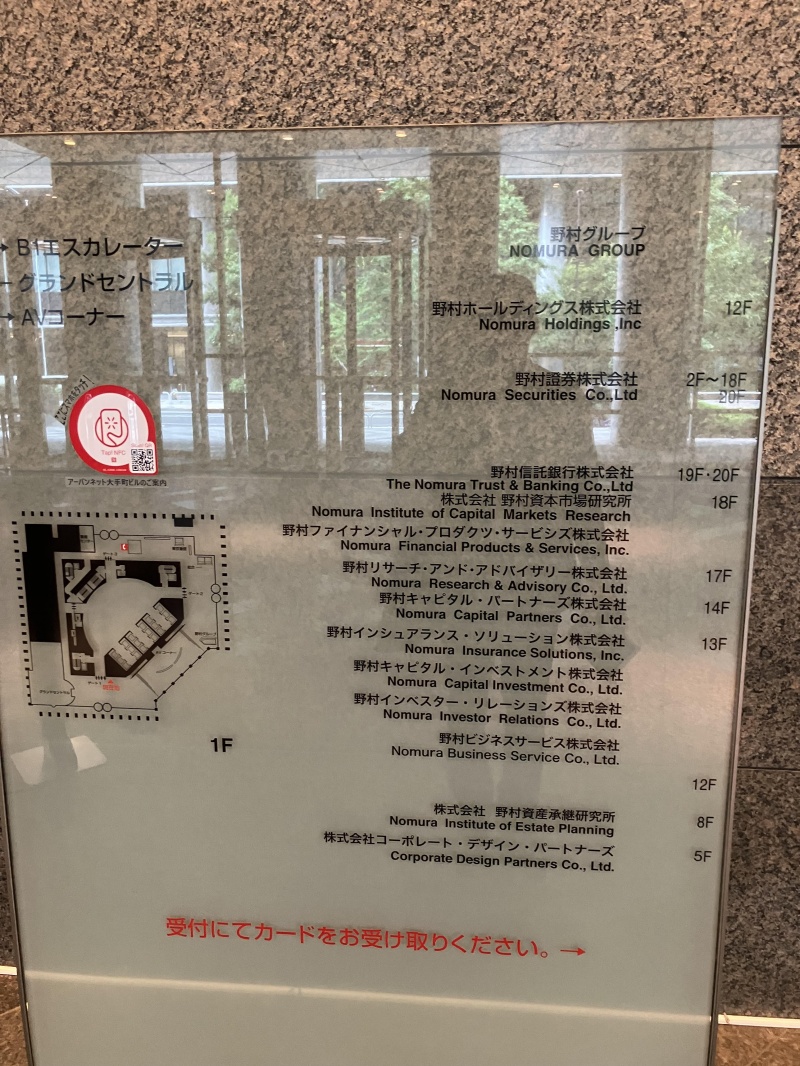 → B1エスカレーター
← グランドセントラル
→ AVコーナー
Tap! NFC
アーバンネット大手町ビルのご案内
1F
野村グループ
NOMURA GROUP
野村ホールディングス株式会社 12F
Nomura Holdings ,Inc
野村證券株式会社 2F〜18F
Nomura Securities Co.,Ltd 20F
野村信託銀行株式会社 19F・20F
The Nomura Trust & Banking Co.,Ltd
株式会社 野村資本市場研究所 18F
Nomura Institute of Capital Markets Research
野村ファイナンシャル・プロダクツ・サービシズ株式会社
Nomura Financial Products & Services, Inc.
野村リサーチ・アンド・アドバイザリー株式会社 17F
Nomura Research & Advisory Co., Ltd.
野村キャピタル・パートナーズ株式会社 14F
Nomura Capital Partners Co., Ltd.
野村インシュアランス・ソリューション株式会社 13F
Nomura Insurance Solutions, Inc.
野村キャピタル・インベストメント株式会社
Nomura Capital Investment Co., Ltd.
野村インベスター・リレーションズ株式会社
Nomura Investor Relations Co., Ltd.
野村ビジネスサービス株式会社
Nomura Business Service Co., Ltd.
12F
株式会社 野村資産承継研究所 8F
Nomura Institute of Estate Planning
株式会社コーポレート・デザイン・パートナーズ 5F
Corporate Design Partners Co., Ltd.
受付にてカードをお受け取りください。→